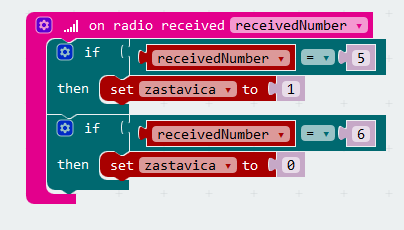 on radio received receivedNumber
if receivedNumber = 5
then set zastavica to 1
if receivedNumber = 6
then set zastavica to 0